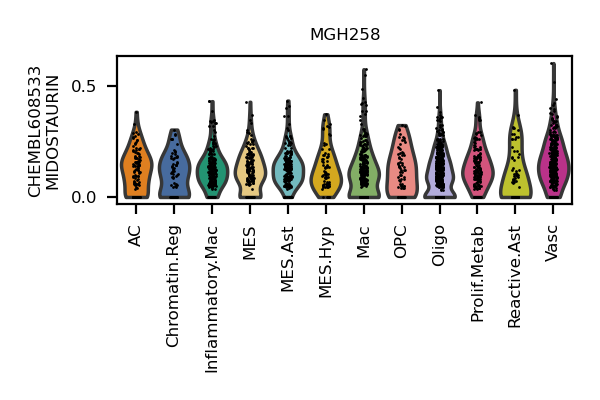 MGH258
CHEMBL608533
MIDOSTAURIN
0.5
0.0
AC
Chromatin.Reg
Inflammatory.Mac
MES
MES.Ast
MES.Hyp
Mac
OPC
Oligo
Prolif.Metab
Reactive.Ast
Vasc